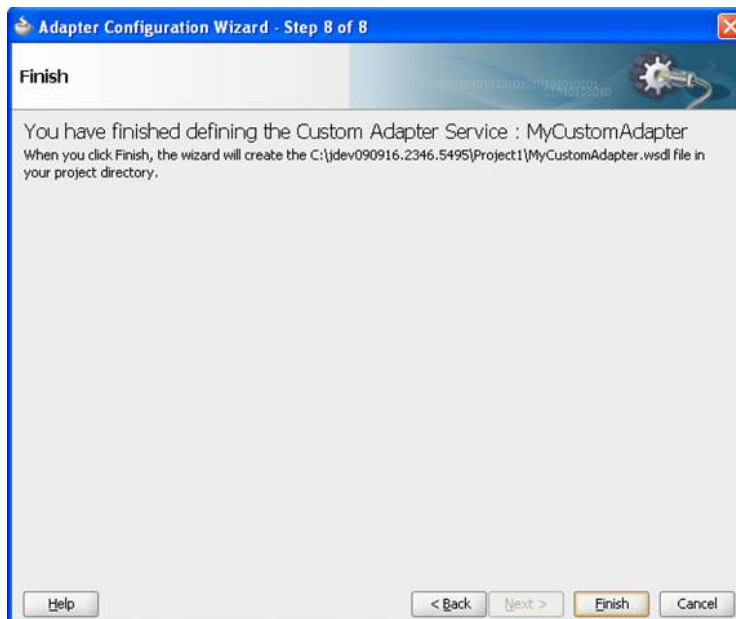 Adapter Configuration Wizard - Step 8 of 8
Finish
You have finished defining the Custom Adapter Service : MyCustomAdapter
When you click Finish, the wizard will create the C:\jdev090916.2346.5495\Project1\MyCustomAdapter.wsdl file in
your project directory.
Help
< Back
Next >
Finish
Cancel